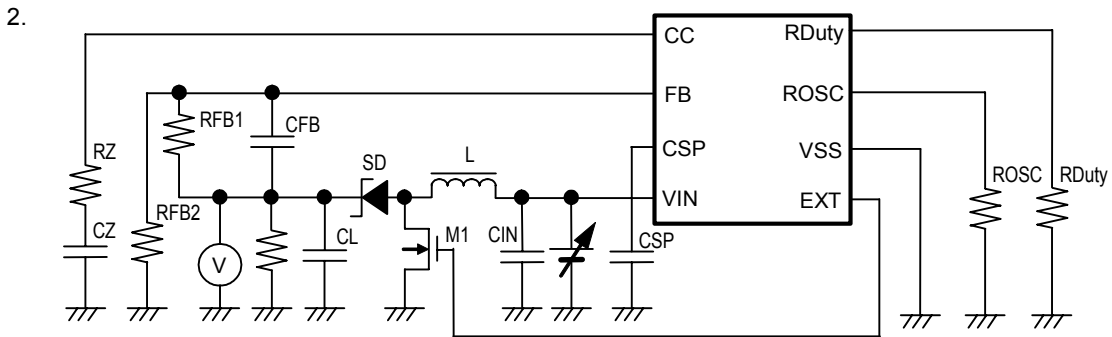 2.
CC
RDuty
FB
ROSC
CSP
VSS
VIN
EXT
RFB1
CFB
RZ
SD
L
ROSC
RDuty
RFB2
CZ
V
CL
M1
CIN
CSP